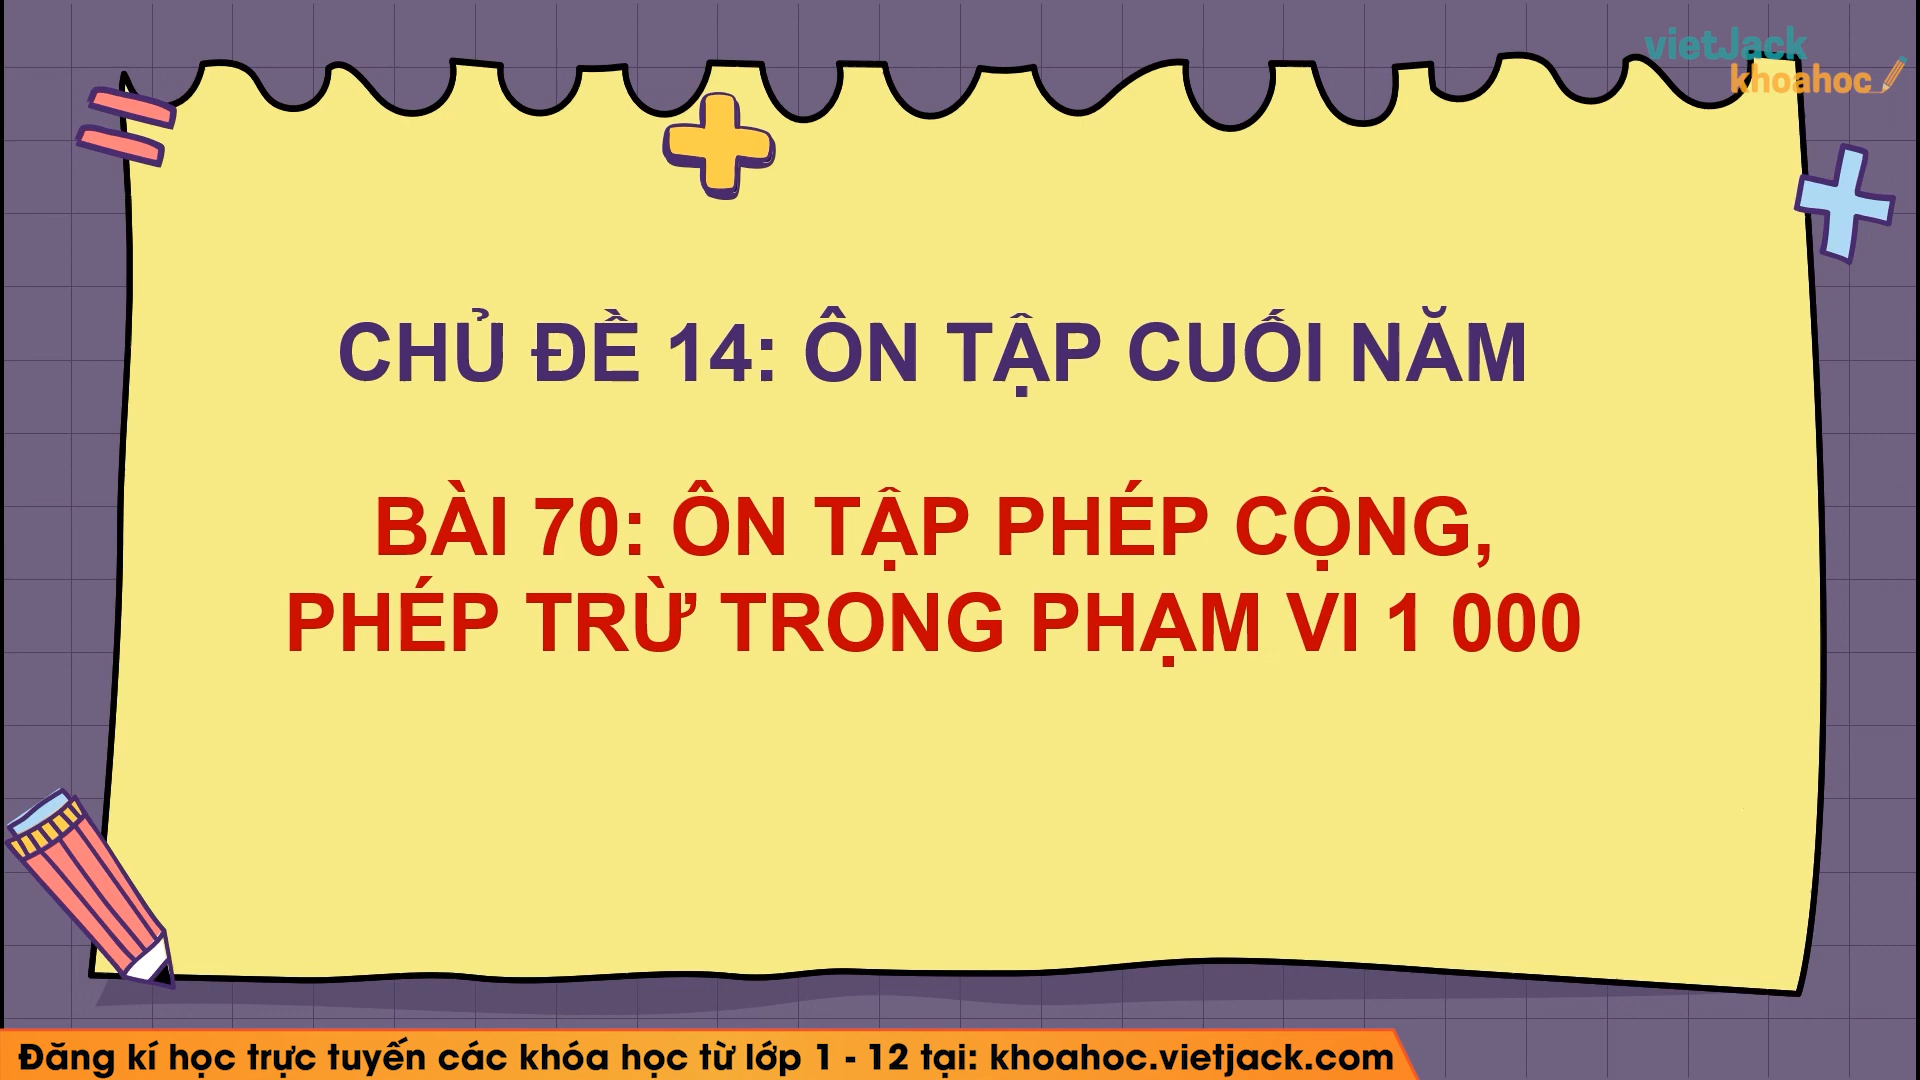 vietJack
khoahoc
CHỦ ĐỀ 14: ÔN TẬP CUỐI NĂM
BÀI 70: ÔN TẬP PHÉP CỘNG,
PHÉP TRỪ TRONG PHẠM VI 1 000
Đăng kí học trực tuyến các khóa học từ lớp 1 - 12 tại: khoahoc.vietjack.com